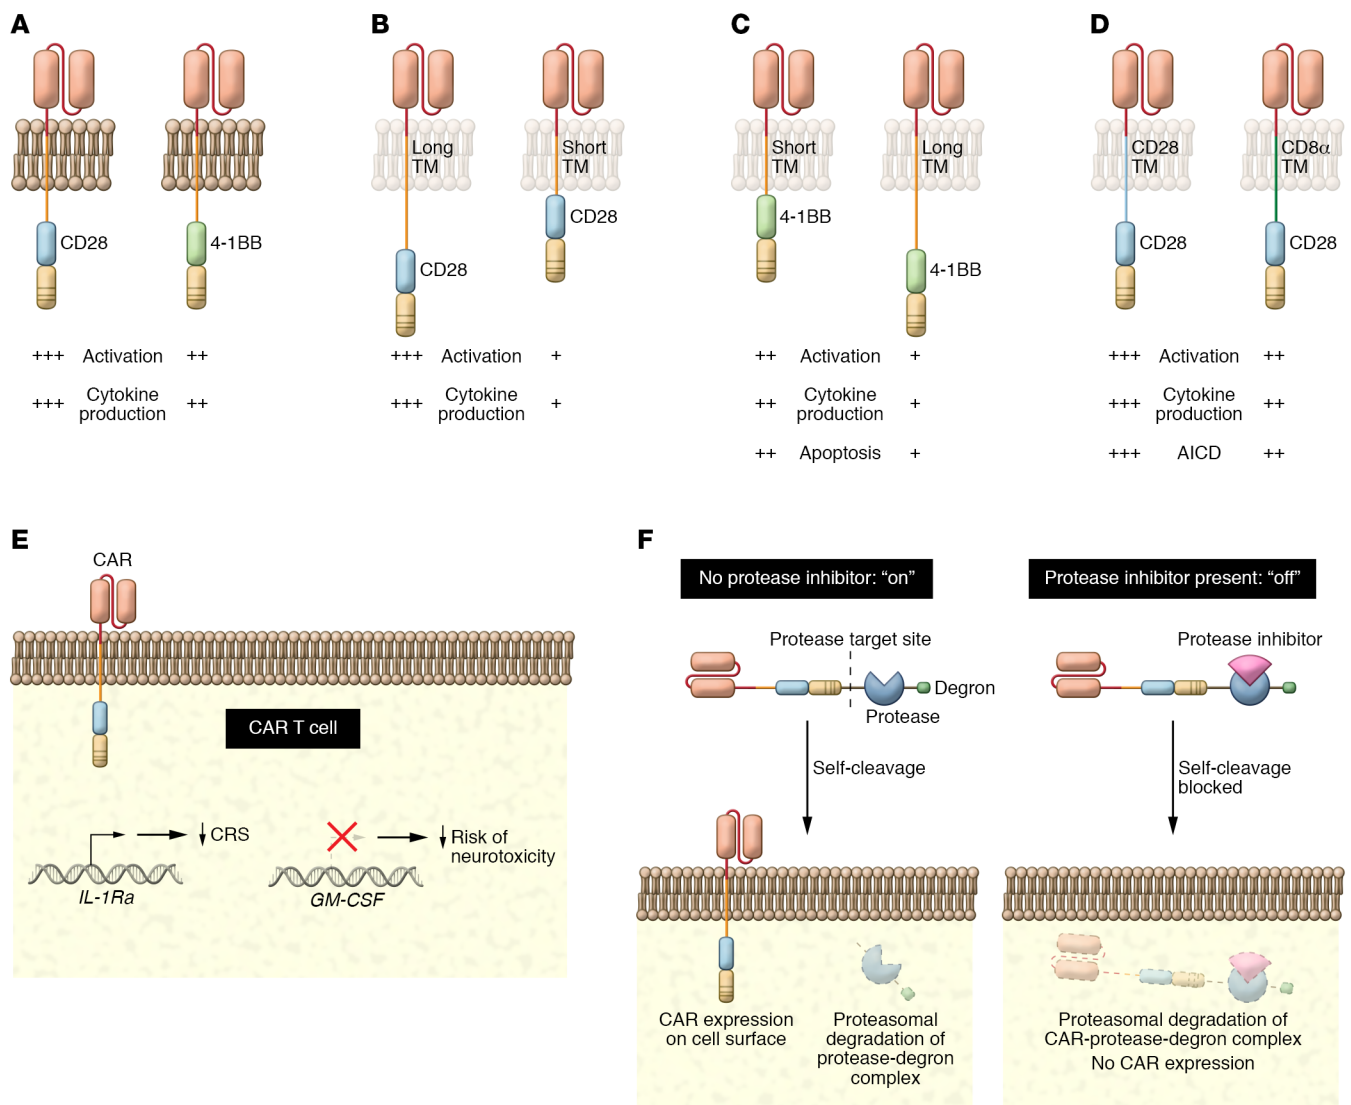 A
CD28
4-1BB
+++ Activation ++
+++ Cytokine production ++
B
Long
TM
Short
TM
CD28
CD28
+++ Activation +
+++ Cytokine production +
C
Short
TM
Long
TM
4-1BB
4-1BB
++ Activation +
++ Cytokine production +
++ Apoptosis +
D
CD28
TM
CD8α
TM
CD28
CD28
+++ Activation ++
+++ Cytokine production ++
+++ AICD ++
E
CAR
CAR T cell
CRS
IL-1Ra
Risk of
neurotoxicity
GM-CSF
F
No protease inhibitor: “on”
Protease target site
Degron
Protease
Self-cleavage
CAR expression
on cell surface
Proteasomal
degradation of
protease-degron
complex
Protease inhibitor present: “off”
Protease inhibitor
Self-cleavage
blocked
Proteasomal degradation of
CAR-protease-degron complex
No CAR expression